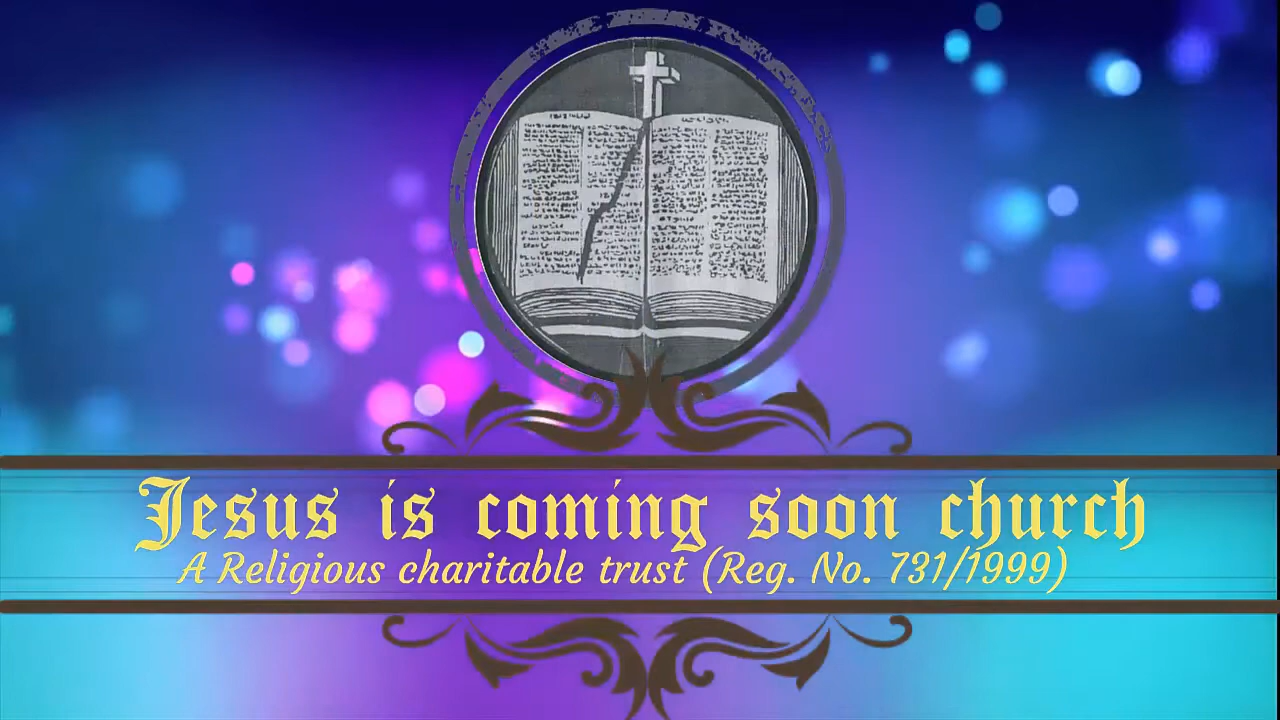 Jesus is coming soon church
A Religious charitable trust (Reg. No. 731/1999)